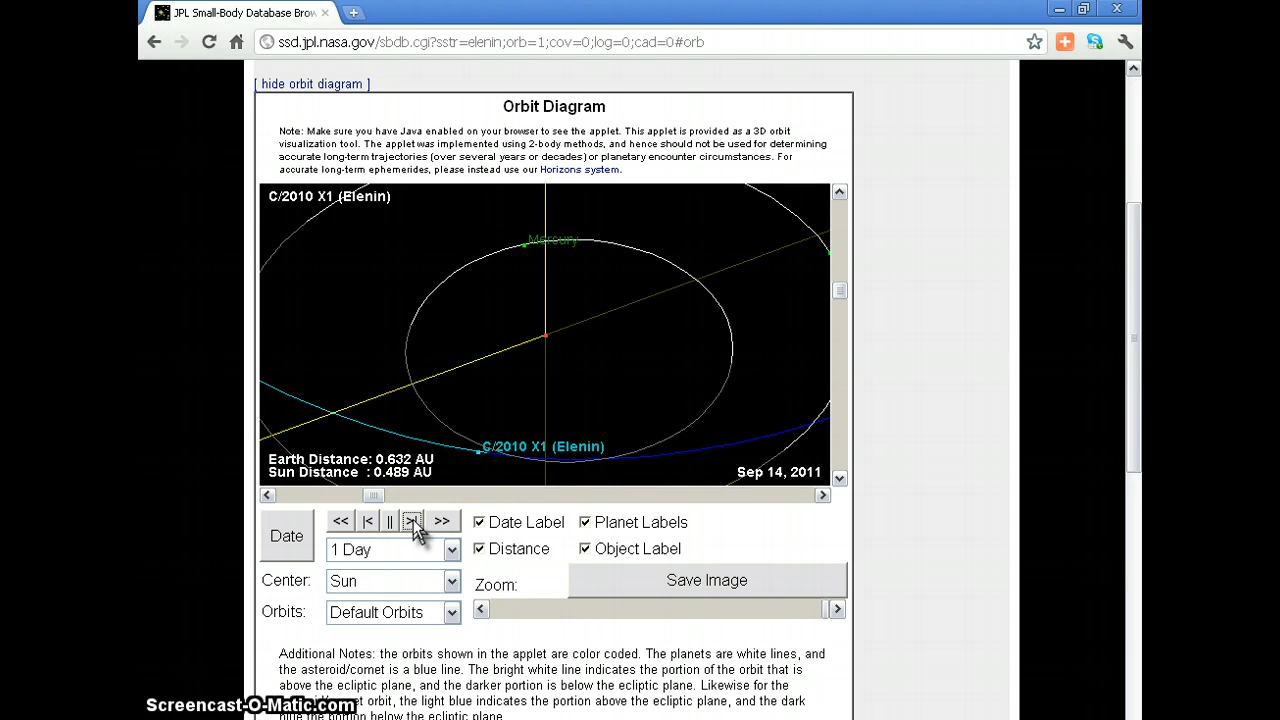 JPL Small-Body Database Brow
ssd.jpl.nasa.gov/sbdb.cgi?sstr=elenin;orb=1;cov=0;log=0;cad=0#orb
[ hide orbit diagram ]
Orbit Diagram
Note: Make sure you have Java enabled on your browser to see the applet. This applet is provided as a 3D orbit
visualization tool. The applet was implemented using 2-body methods, and hence should not be used for determining
accurate long-term trajectories (over several years or decades) or planetary encounter circumstances. For
accurate long-term ephemerides, please instead use our Horizons system.
C/2010 X1 (Elenin)
Mercury
C/2010 X1 (Elenin)
Earth Distance: 0.632 AU
Sun Distance : 0.489 AU
Sep 14, 2011
Date
<< |< || >| >>
Date Label
Planet Labels
1 Day
Distance
Object Label
Center:
Sun
Zoom:
Save Image
Orbits:
Default Orbits
Additional Notes: the orbits shown in the applet are color coded. The planets are white lines, and
the asteroid/comet is a blue line. The bright white line indicates the portion of the orbit that is
above the ecliptic plane, and the darker portion is below the ecliptic plane. Likewise for the
orbit, the light blue indicates the portion above the ecliptic plane, and the dark
blue the portion below the ecliptic plane
Screencast-O-Matic.com